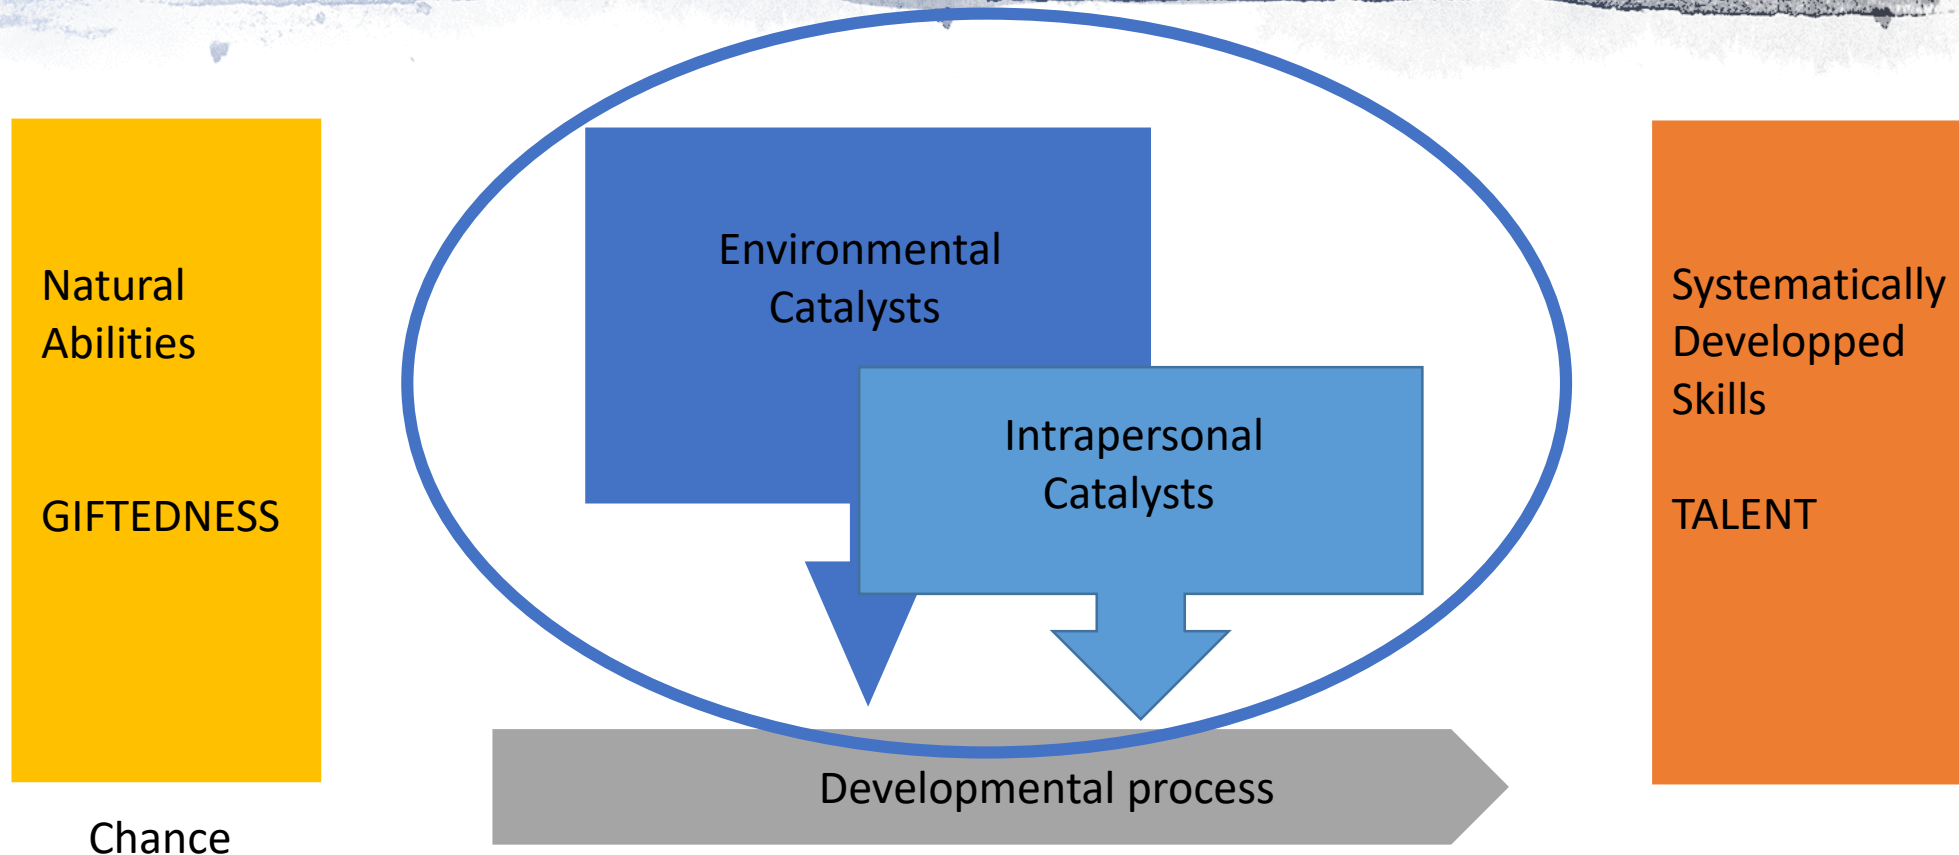 Natural
Abilities
GIFTEDNESS
Chance
Environmental
Catalysts
Intrapersonal
Catalysts
Developmental process
Systematically
Developped
Skills
TALENT